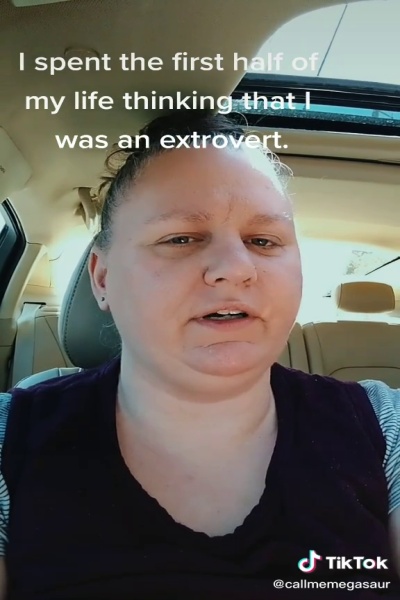 I spent the first half of
my life thinking that I
was an extrovert.
TikTok
@callmemegasaur